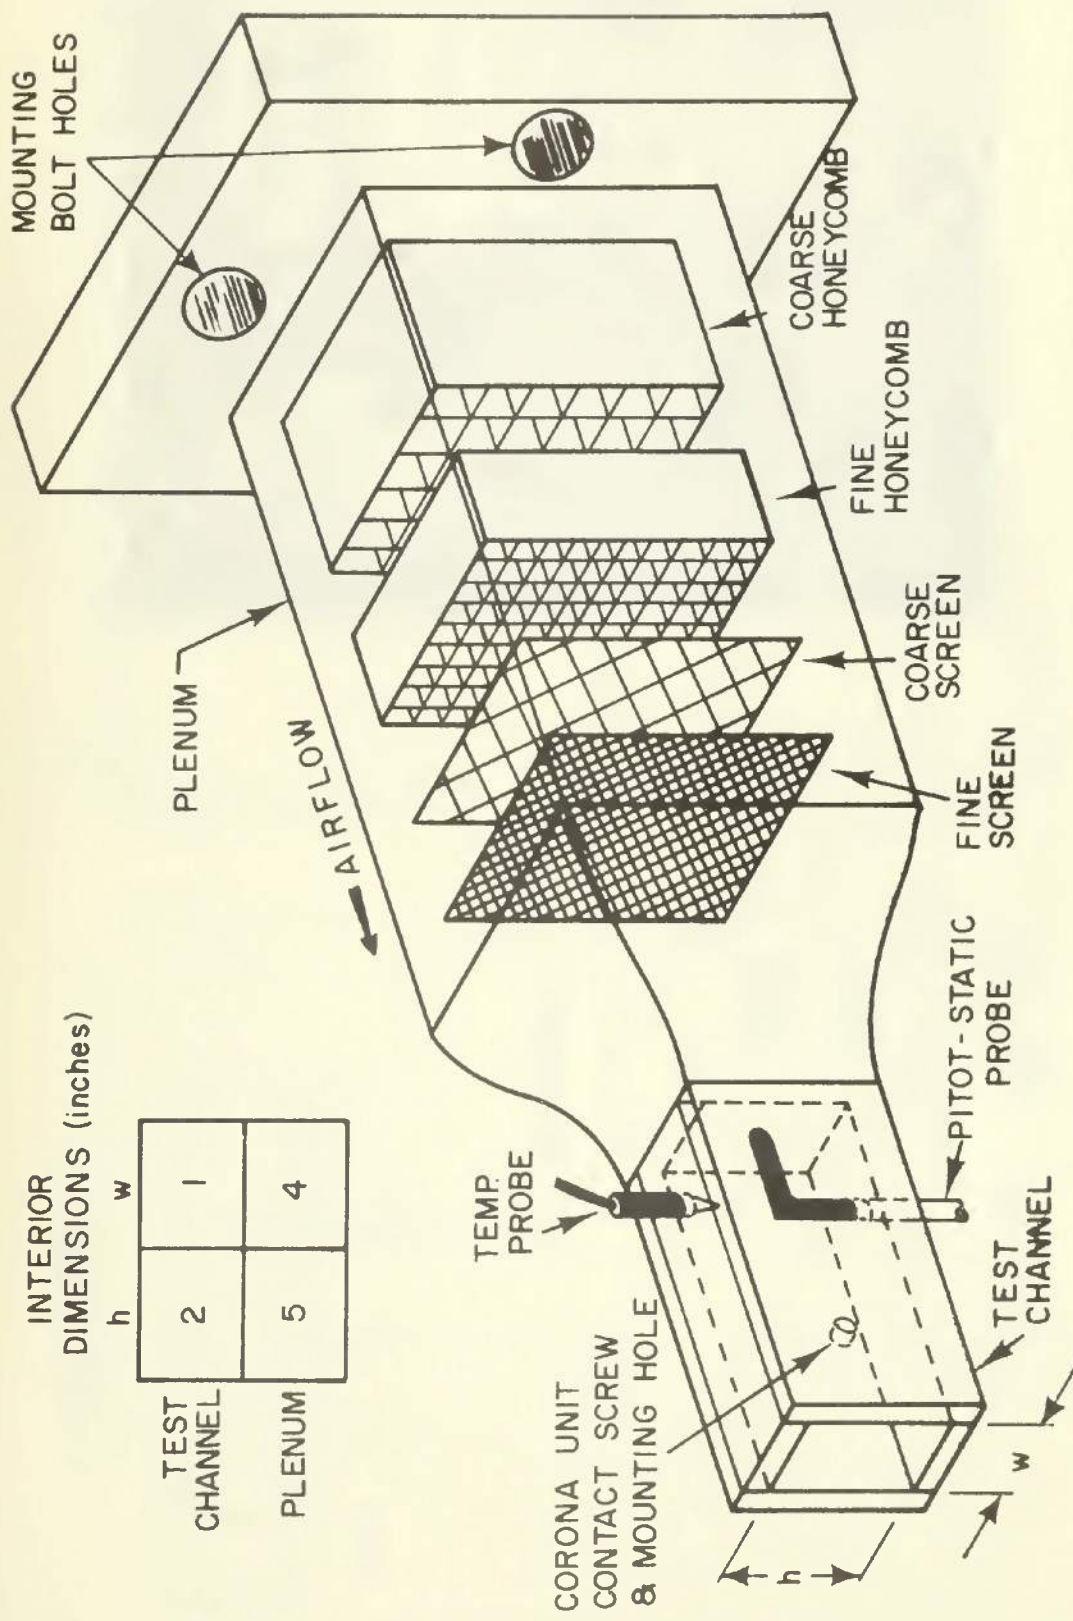 INTERIOR
DIMENSIONS (inches)
h w
TEST
CHANNEL 2 1
PLENUM 5 4
PLENUM
AIRFLOW
MOUNTING
BOLT HOLES
TEMP.
PROBE
CORONA UNIT
CONTACT SCREW
& MOUNTING HOLE
h
w
TEST
CHANNEL
PITOT-STATIC
PROBE
FINE
SCREEN
COARSE
SCREEN
FINE
HONEYCOMB
COARSE
HONEYCOMB